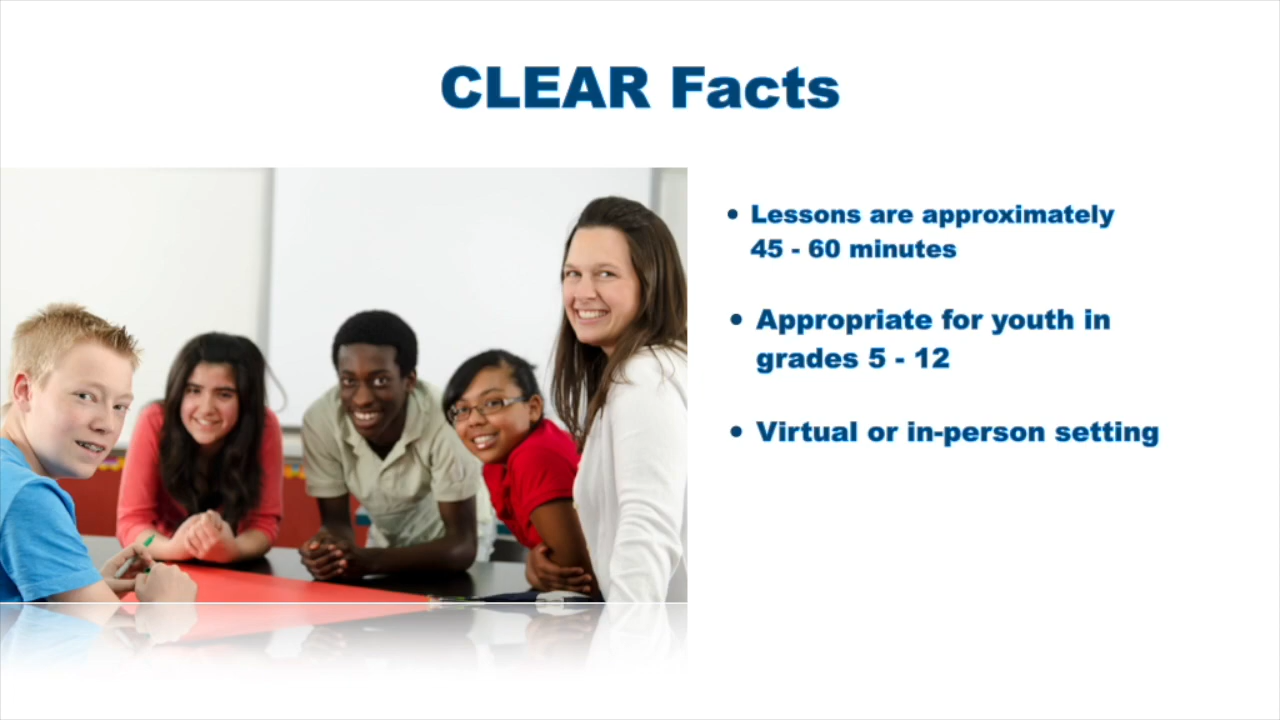 CLEAR Facts
• Lessons are approximately
45 - 60 minutes
• Appropriate for youth in
grades 5 - 12
• Virtual or in-person setting